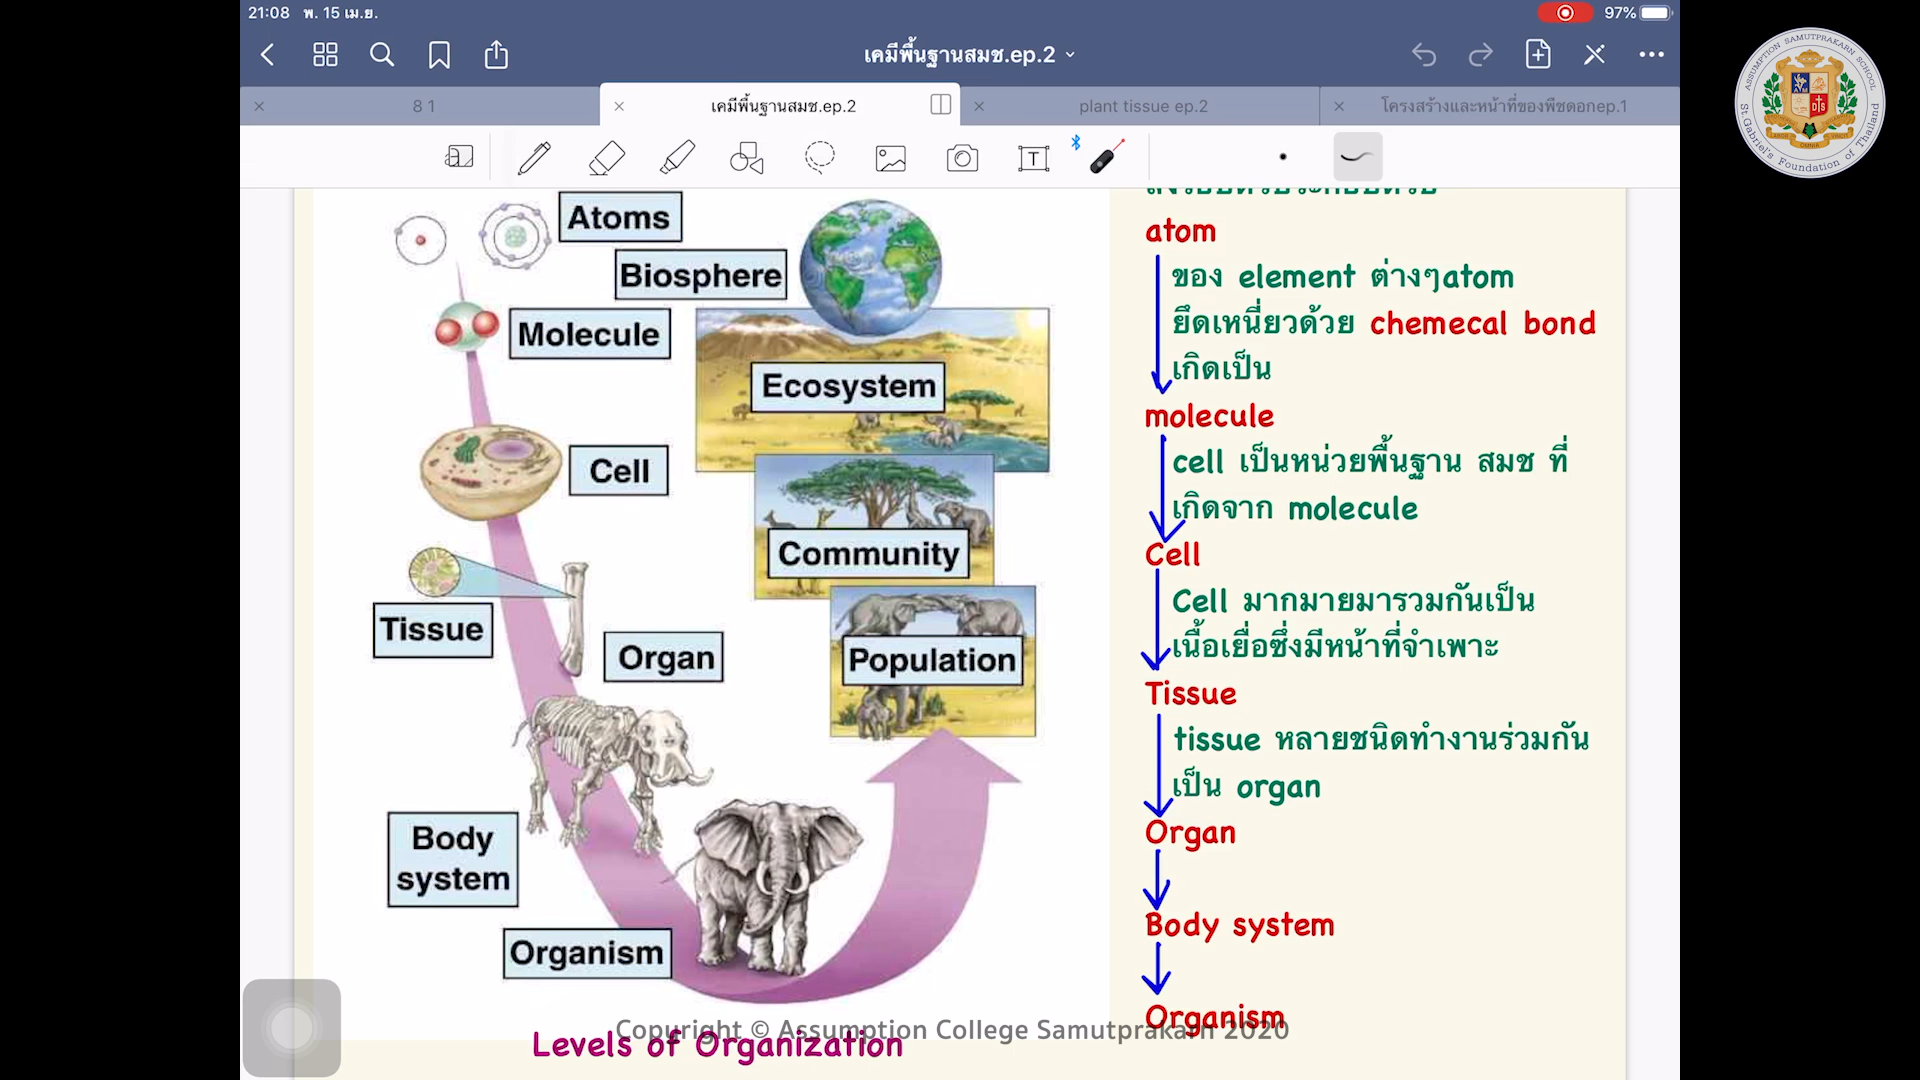 21:08 พ. 15 เม.ย.
97%
เคมีพื้นฐานสมช.ep.2
8 1
เคมีพื้นฐานสมช.ep.2
plant tissue ep.2
โครงสร้างและหน้าที่ของพืชดอกep.1
ASSUMPTION SAMUTPRAKARN SCHOOL
St.Gabriel's Foundation of Thailand
Atoms
Biosphere
Molecule
Ecosystem
Cell
Community
Tissue
Organ
Population
Body
system
Organism
Levels of Organization
atom
ของ element ต่างๆatom
ยึดเหนี่ยวด้วย chemecal bond
เกิดเป็น
molecule
cell เป็นหน่วยพื้นฐาน สมช ที่
เกิดจาก molecule
Cell
Cell มากมายมารวมกันเป็น
เนื้อเยื่อซึ่งมีหน้าที่จำเพาะ
Tissue
tissue หลายชนิดทำงานร่วมกัน
เป็น organ
Organ
Body system
Organism
Copyright © Assumption College Samutprakarn 2020